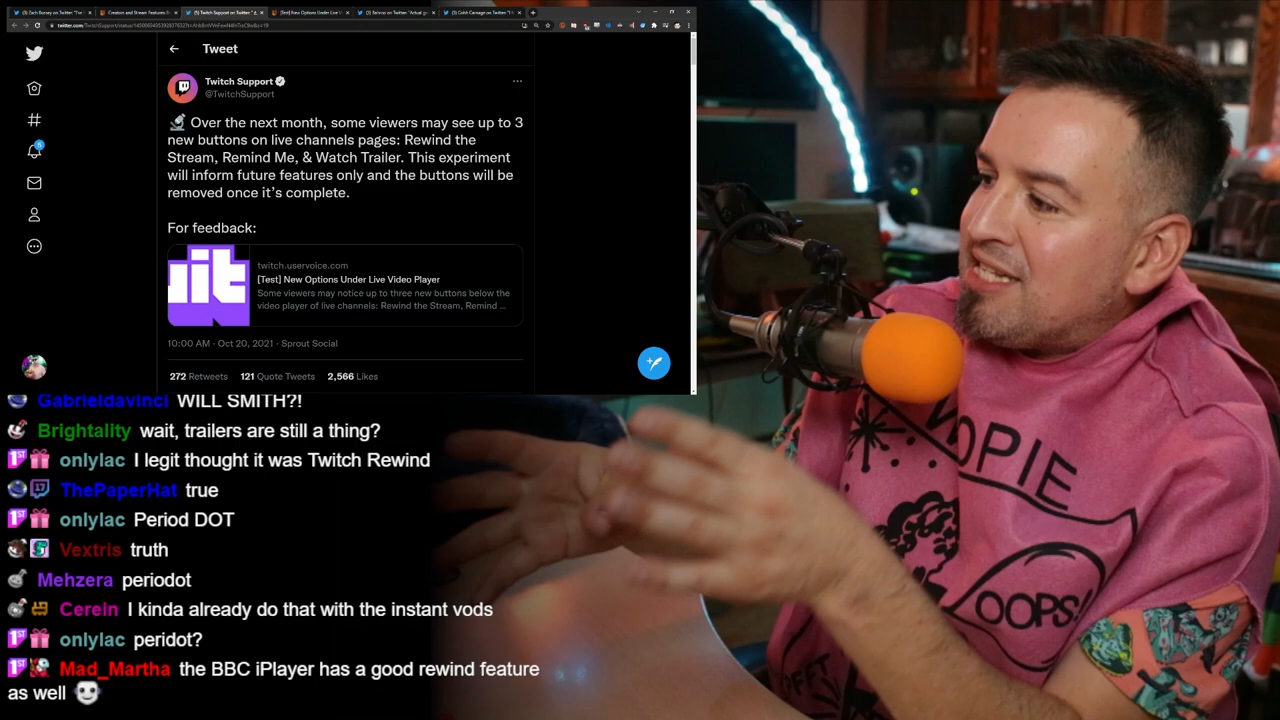 Tweet
Twitch Support
@TwitchSupport
Over the next month, some viewers may see up to 3
new buttons on live channels pages: Rewind the
Stream, Remind Me, & Watch Trailer. This experiment
will inform future features only and the buttons will be
removed once it’s complete.
For feedback:
twitch.uservoice.com
[Test] New Options Under Live Video Player
Some viewers may notice up to three new buttons below the
video player of live channels: Rewind the Stream, Remind ...
10:00 AM · Oct 20, 2021 · Sprout Social
272 Retweets 121 Quote Tweets 2,566 Likes
Gabrieldavinci WILL SMITH?!
Brightality wait, trailers are still a thing?
onlylac I legit thought it was Twitch Rewind
ThePaperHat true
onlylac Period DOT
Vextris truth
Mehzera periodot
Cerein I kinda already do that with the instant vods
onlylac peridot?
Mad_Martha the BBC iPlayer has a good rewind feature
as well
OOPIE
OOPS!
PFFT